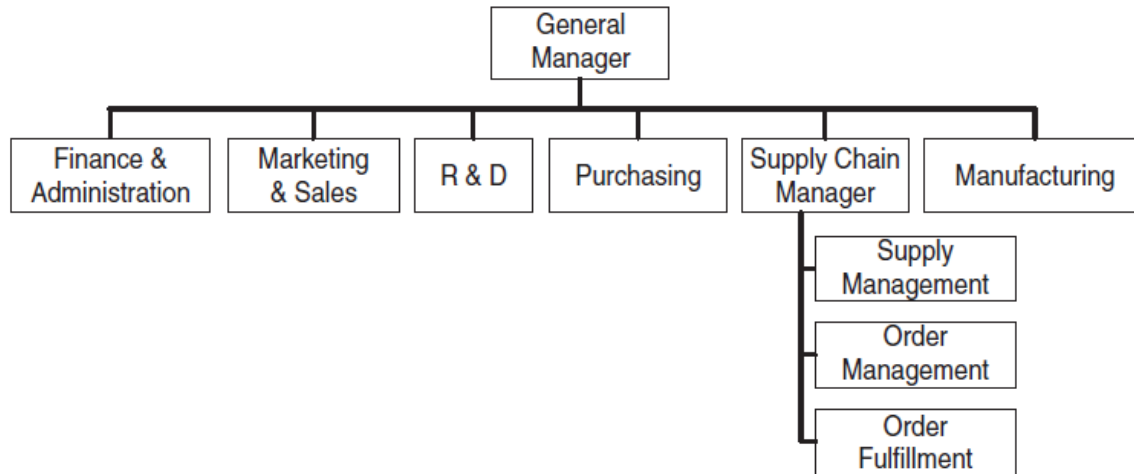 General
Manager
Finance &
Administration
Marketing
& Sales
R & D
Purchasing
Supply Chain
Manager
Manufacturing
Supply
Management
Order
Management
Order
Fulfillment